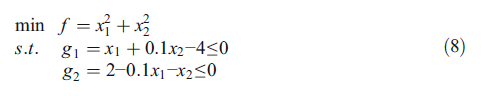 min f = x₁² + x₂²
s.t. g₁ = x₁ + 0.1x₂−4≤0 (8)
g₂ = 2−0.1x₁−x₂≤0